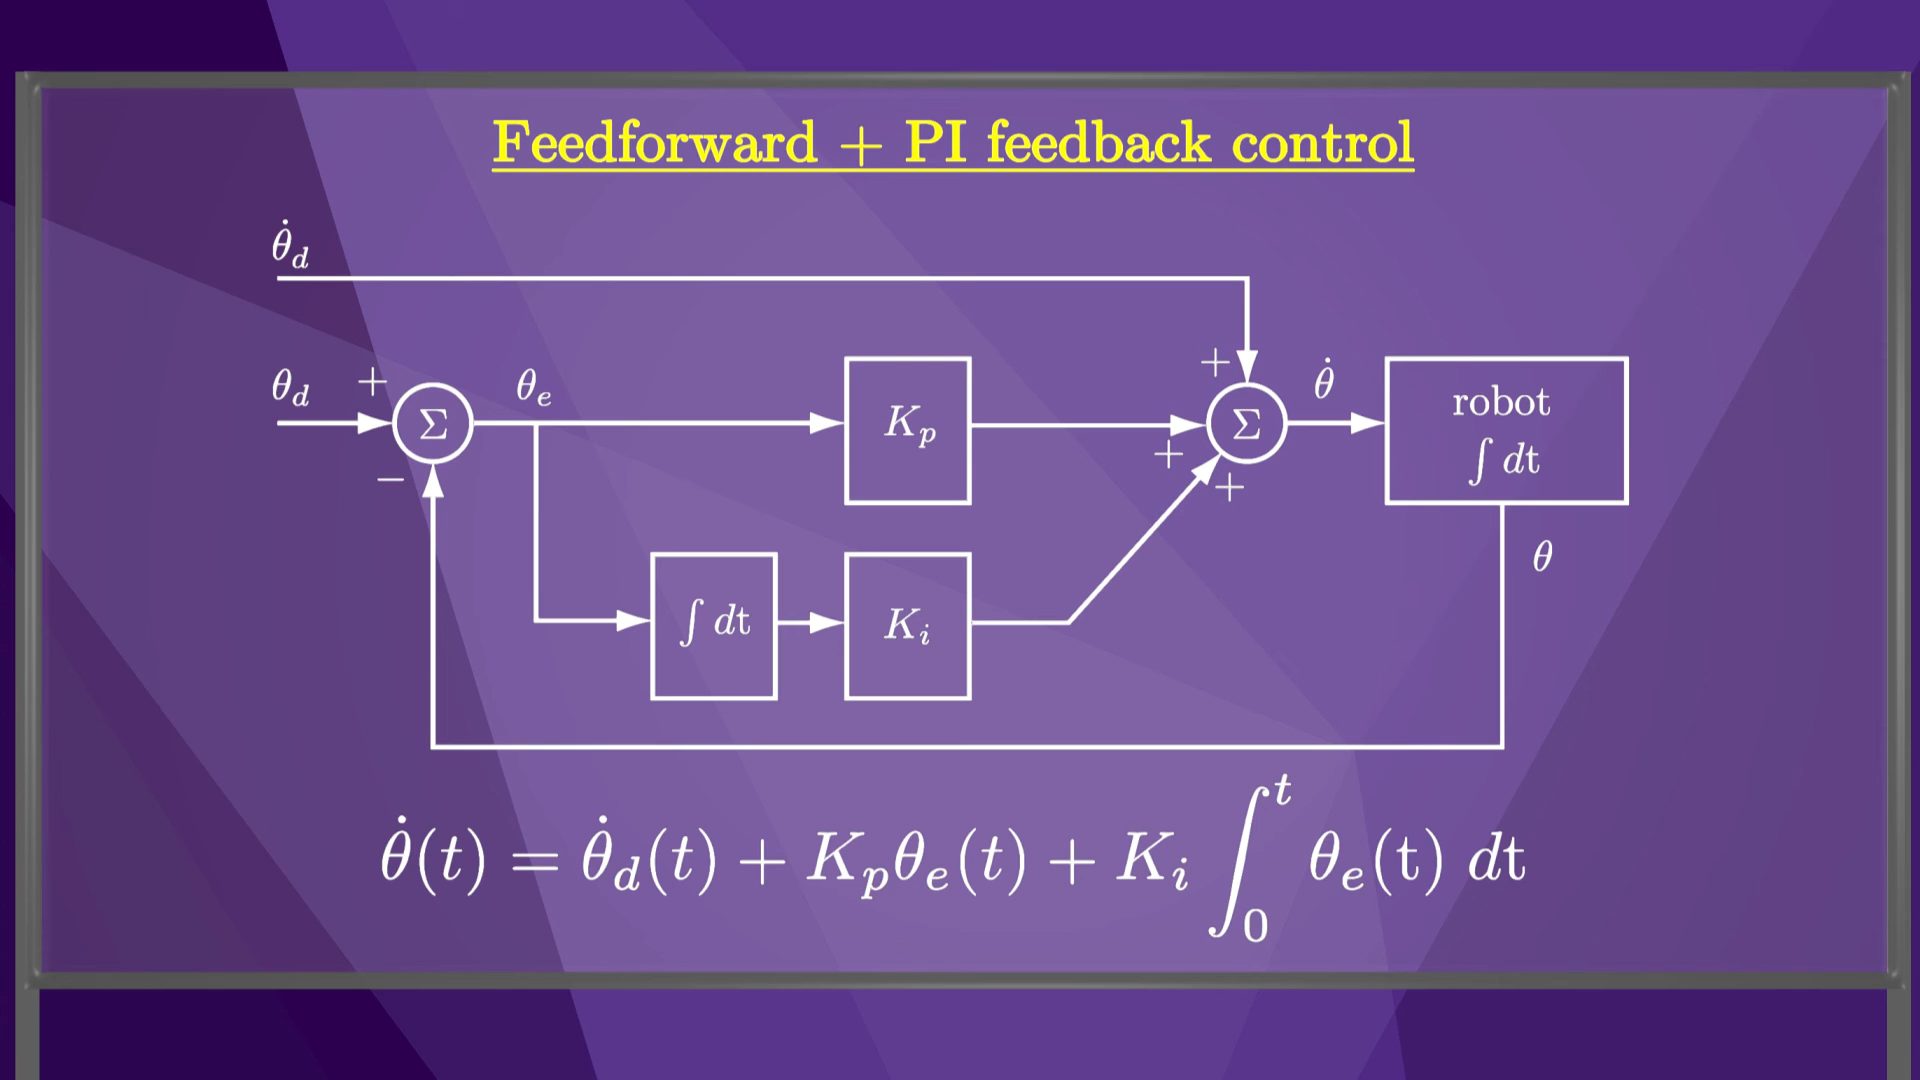 Feedforward + PI feedback control
θ̇_d
θ_d + Σ − θ_e K_p + + + Σ θ̇ robot
∫ dt
θ
∫ dt K_i
θ̇(t) = θ̇_d(t) + K_pθ_e(t) + K_i ∫_0^t θ_e(t) dt